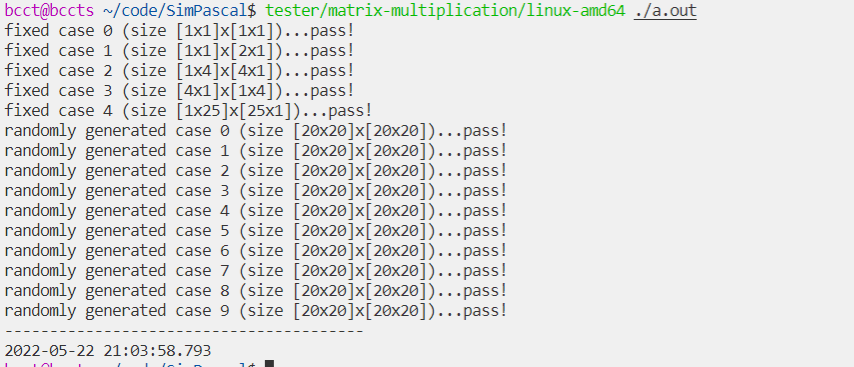 bcct@bccts ~/code/SimPascal$ tester/matrix-multiplication/linux-amd64 ./a.out
fixed case 0 (size [1x1]x[1x1])...pass!
fixed case 1 (size [1x1]x[2x1])...pass!
fixed case 2 (size [1x4]x[4x1])...pass!
fixed case 3 (size [4x1]x[1x4])...pass!
fixed case 4 (size [1x25]x[25x1])...pass!
randomly generated case 0 (size [20x20]x[20x20])...pass!
randomly generated case 1 (size [20x20]x[20x20])...pass!
randomly generated case 2 (size [20x20]x[20x20])...pass!
randomly generated case 3 (size [20x20]x[20x20])...pass!
randomly generated case 4 (size [20x20]x[20x20])...pass!
randomly generated case 5 (size [20x20]x[20x20])...pass!
randomly generated case 6 (size [20x20]x[20x20])...pass!
randomly generated case 7 (size [20x20]x[20x20])...pass!
randomly generated case 8 (size [20x20]x[20x20])...pass!
randomly generated case 9 (size [20x20]x[20x20])...pass!
----------------------------------------
2022-05-22 21:03:58.793
bcct@bccts ~/code/SimPascal$